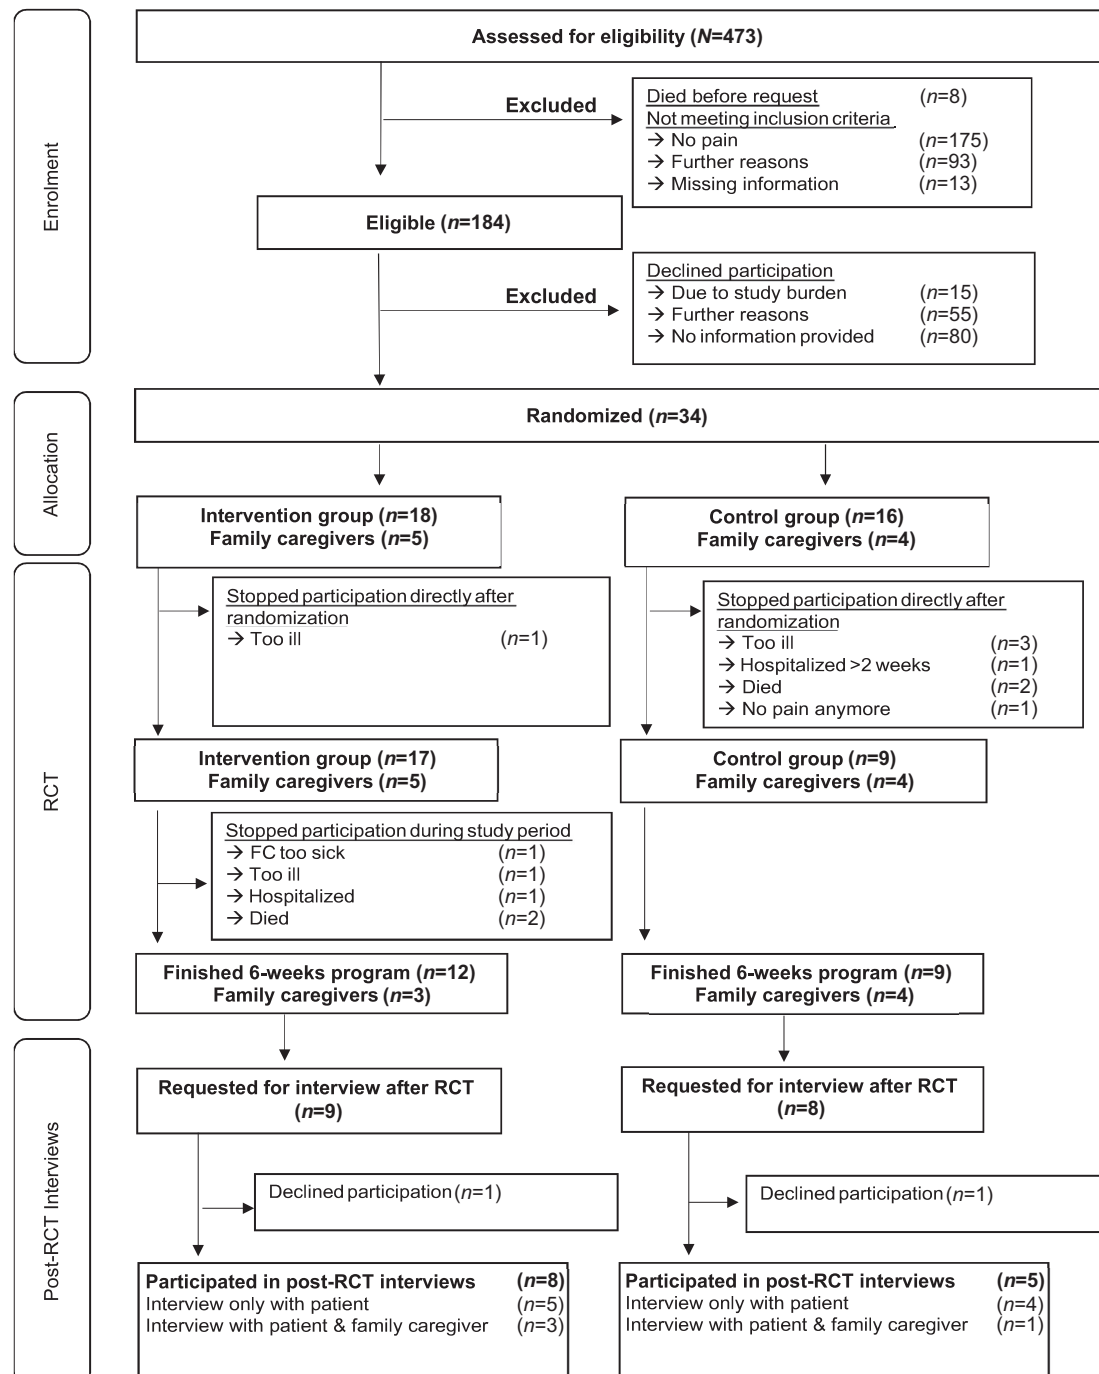 Enrolment
Assessed for eligibility (N=473)
Excluded
Died before request (n=8)
Not meeting inclusion criteria
→ No pain (n=175)
→ Further reasons (n=93)
→ Missing information (n=13)
Eligible (n=184)
Excluded
Declined participation
→ Due to study burden (n=15)
→ Further reasons (n=55)
→ No information provided (n=80)
Allocation
Randomized (n=34)
Intervention group (n=18)
Family caregivers (n=5)
Control group (n=16)
Family caregivers (n=4)
RCT
Stopped participation directly after
randomization
→ Too ill (n=1)
Stopped participation directly after
randomization
→ Too ill (n=3)
→ Hospitalized >2 weeks (n=1)
→ Died (n=2)
→ No pain anymore (n=1)
Intervention group (n=17)
Family caregivers (n=5)
Control group (n=9)
Family caregivers (n=4)
Stopped participation during study period
→ FC too sick (n=1)
→ Too ill (n=1)
→ Hospitalized (n=1)
→ Died (n=2)
Finished 6-weeks program (n=12)
Family caregivers (n=3)
Finished 6-weeks program (n=9)
Family caregivers (n=4)
Post-RCT Interviews
Requested for interview after RCT
(n=9)
Requested for interview after RCT
(n=8)
Declined participation (n=1)
Declined participation (n=1)
Participated in post-RCT interviews (n=8)
Interview only with patient (n=5)
Interview with patient & family caregiver (n=3)
Participated in post-RCT interviews (n=5)
Interview only with patient (n=4)
Interview with patient & family caregiver (n=1)